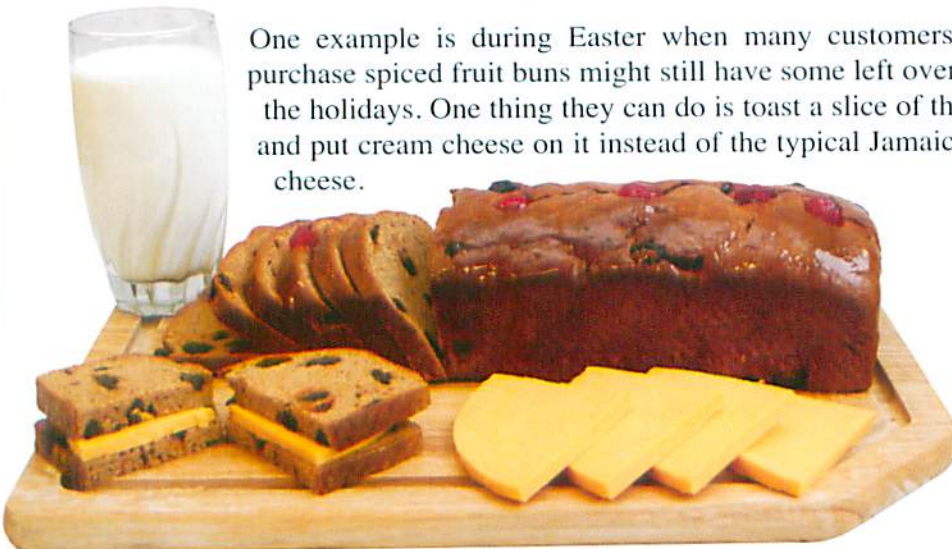 One example is during Easter when many customers
purchase spiced fruit buns might still have some left over
the holidays. One thing they can do is toast a slice of th
and put cream cheese on it instead of the typical Jamaic
cheese.